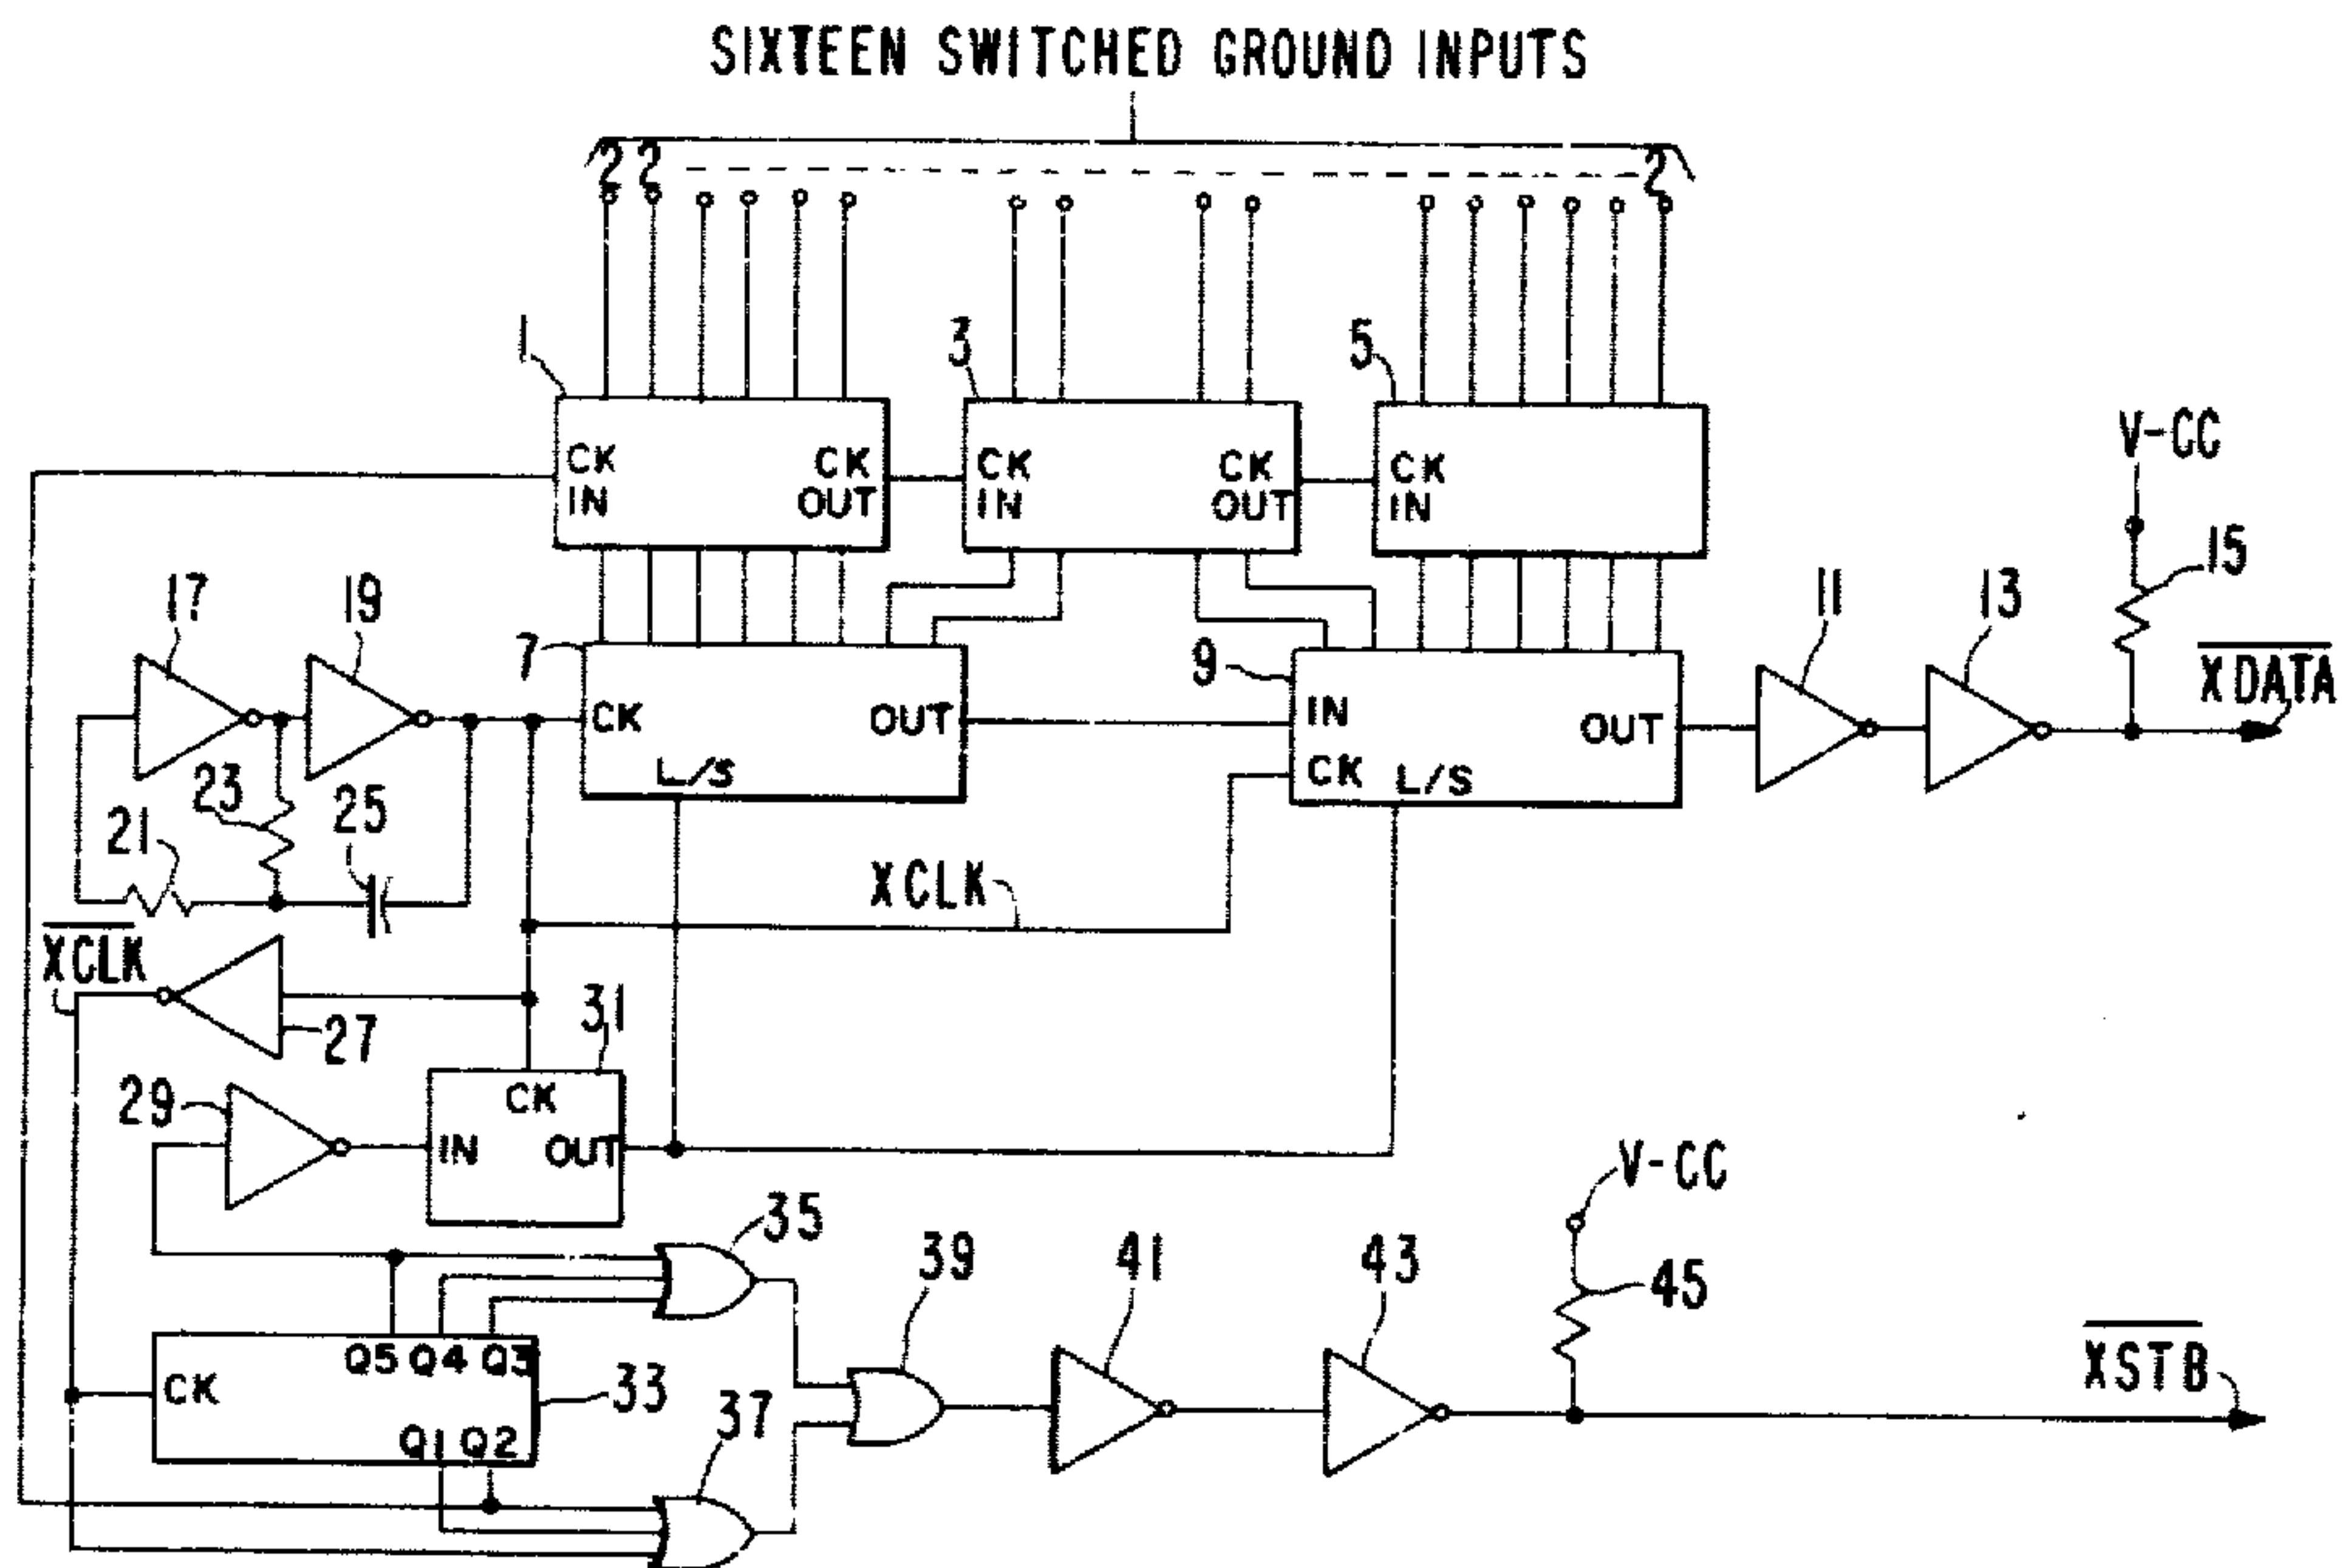 SIXTEEN SWITCHED GROUND INPUTS
2 2 2
1 3 5
CK IN CK OUT
CK IN CK OUT
CK IN
V-CC
15
17 19 7 9 11 13
XDATA
CK OUT L/S
IN OUT CK L/S
23 25
21
XCLK
XCLK
27
31
29
CK
IN OUT
35
V-CC
39 41 43 45
Q5 Q4 Q3
CK
33
XSTB
Q1 Q2
37